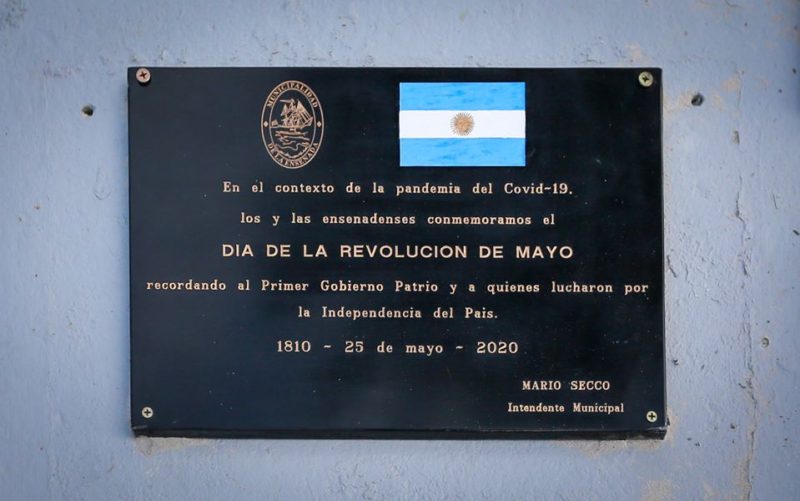 MUNICIPALIDAD
DE LA ENSENADA
En el contexto de la pandemia del Covid-19.
los y las ensenadenses conmemoramos el
DIA DE LA REVOLUCION DE MAYO
recordando al Primer Gobierno Patrio y a quienes lucharon por
la Independencia del Pais.
1810 - 25 de mayo - 2020
MARIO SECCO
Intendente Municipal